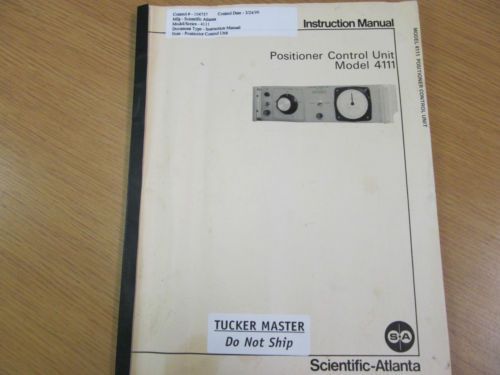 Control # - 104757 Control Date - 3/24/99
Mfg - Scientific Atlanta
Model/Series - 4111
Document Type - Instruction Manual
Item - Positioner Control Unit
Instruction Manual
MODEL 4111 POSITIONER CONTROL UNIT
Positioner Control Unit
Model 4111
TUCKER MASTER
Do Not Ship
S-A
Scientific-Atlanta